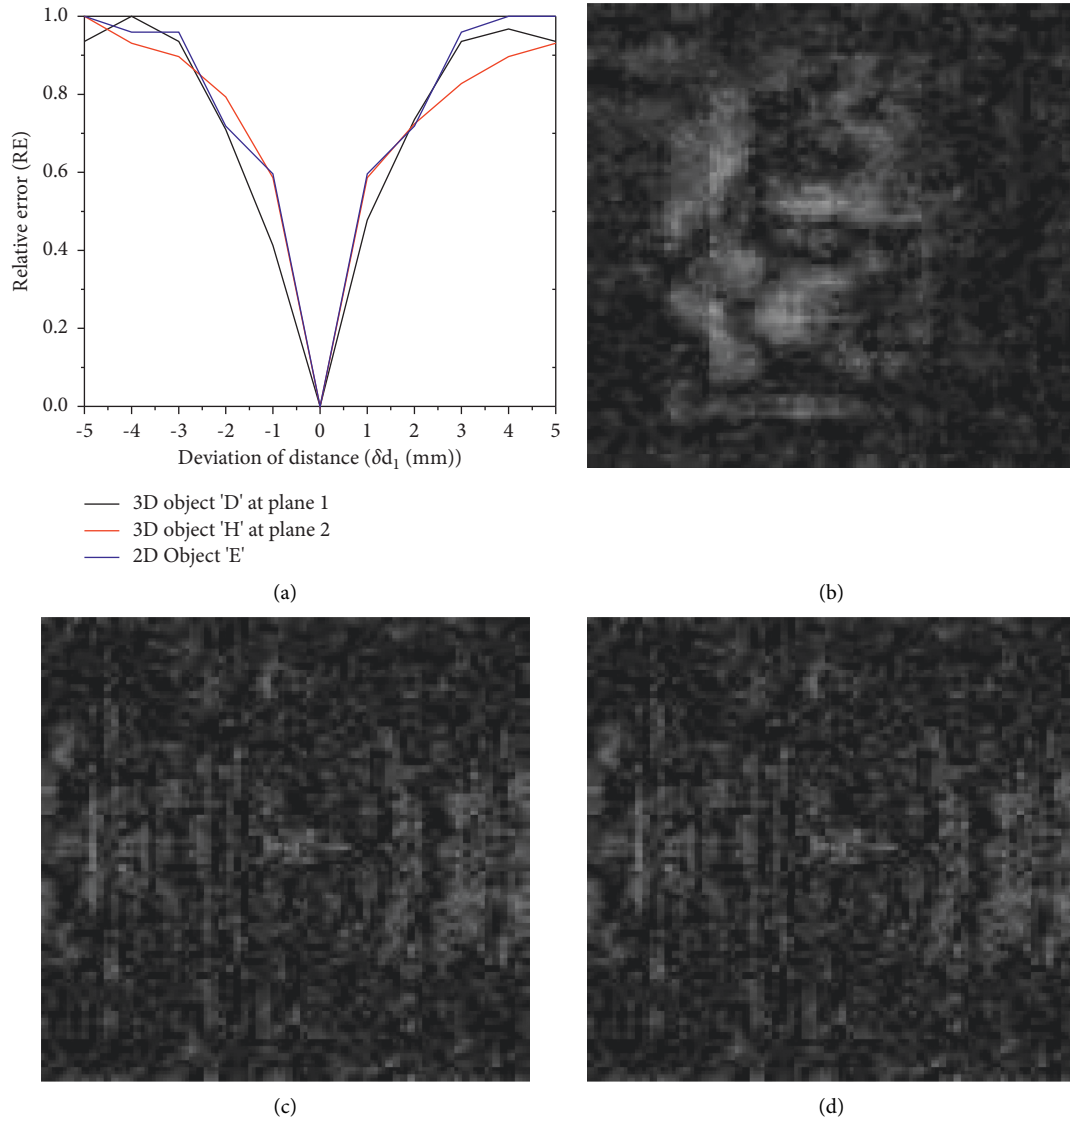 Relative error (RE)
1.0
0.8
0.6
0.4
0.2
0.0
-5 -4 -3 -2 -1 0 1 2 3 4 5
Deviation of distance (δd₁ (mm))
3D object 'D' at plane 1
3D object 'H' at plane 2
2D Object 'E'
(a)
(b)
(c)
(d)